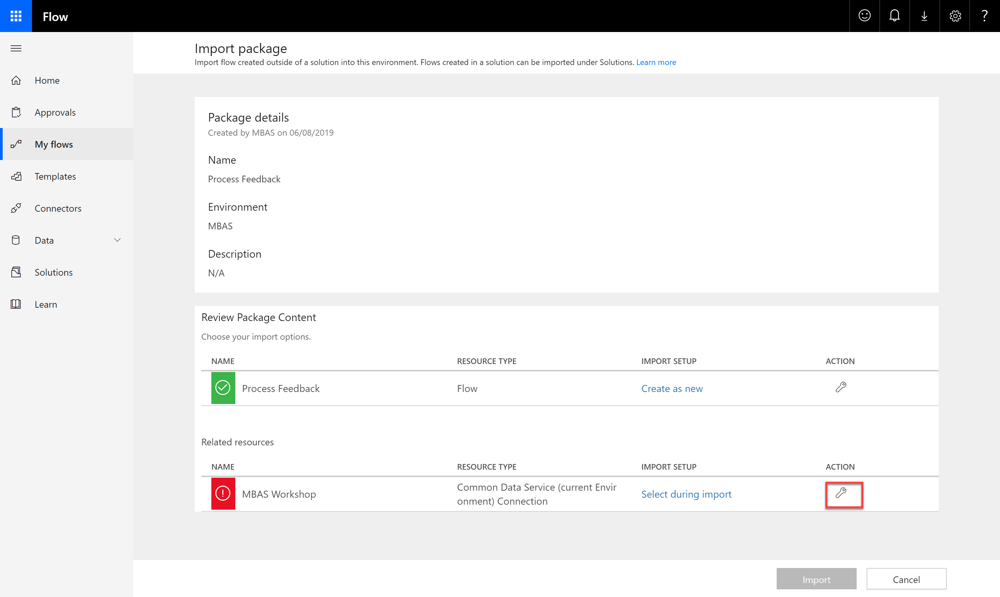 Flow
?
Import package
Import flow created outside of a solution into this environment. Flows created in a solution can be imported under Solutions. Learn more
Home
Approvals
My flows
Templates
Connectors
Data
Solutions
Learn
Package details
Created by MBAS on 06/08/2019
Name
Process Feedback
Environment
MBAS
Description
N/A
Review Package Content
Choose your import options.
NAME RESOURCE TYPE IMPORT SETUP ACTION
Process Feedback Flow Create as new
Related resources
NAME RESOURCE TYPE IMPORT SETUP ACTION
MBAS Workshop Common Data Service (current Envir
onment) Connection Select during import
Import Cancel